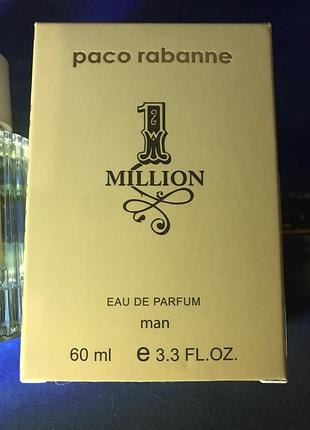 paco rabanne
1
MILLION
EAU DE PARFUM
man
60 ml e 3.3 FL.OZ.